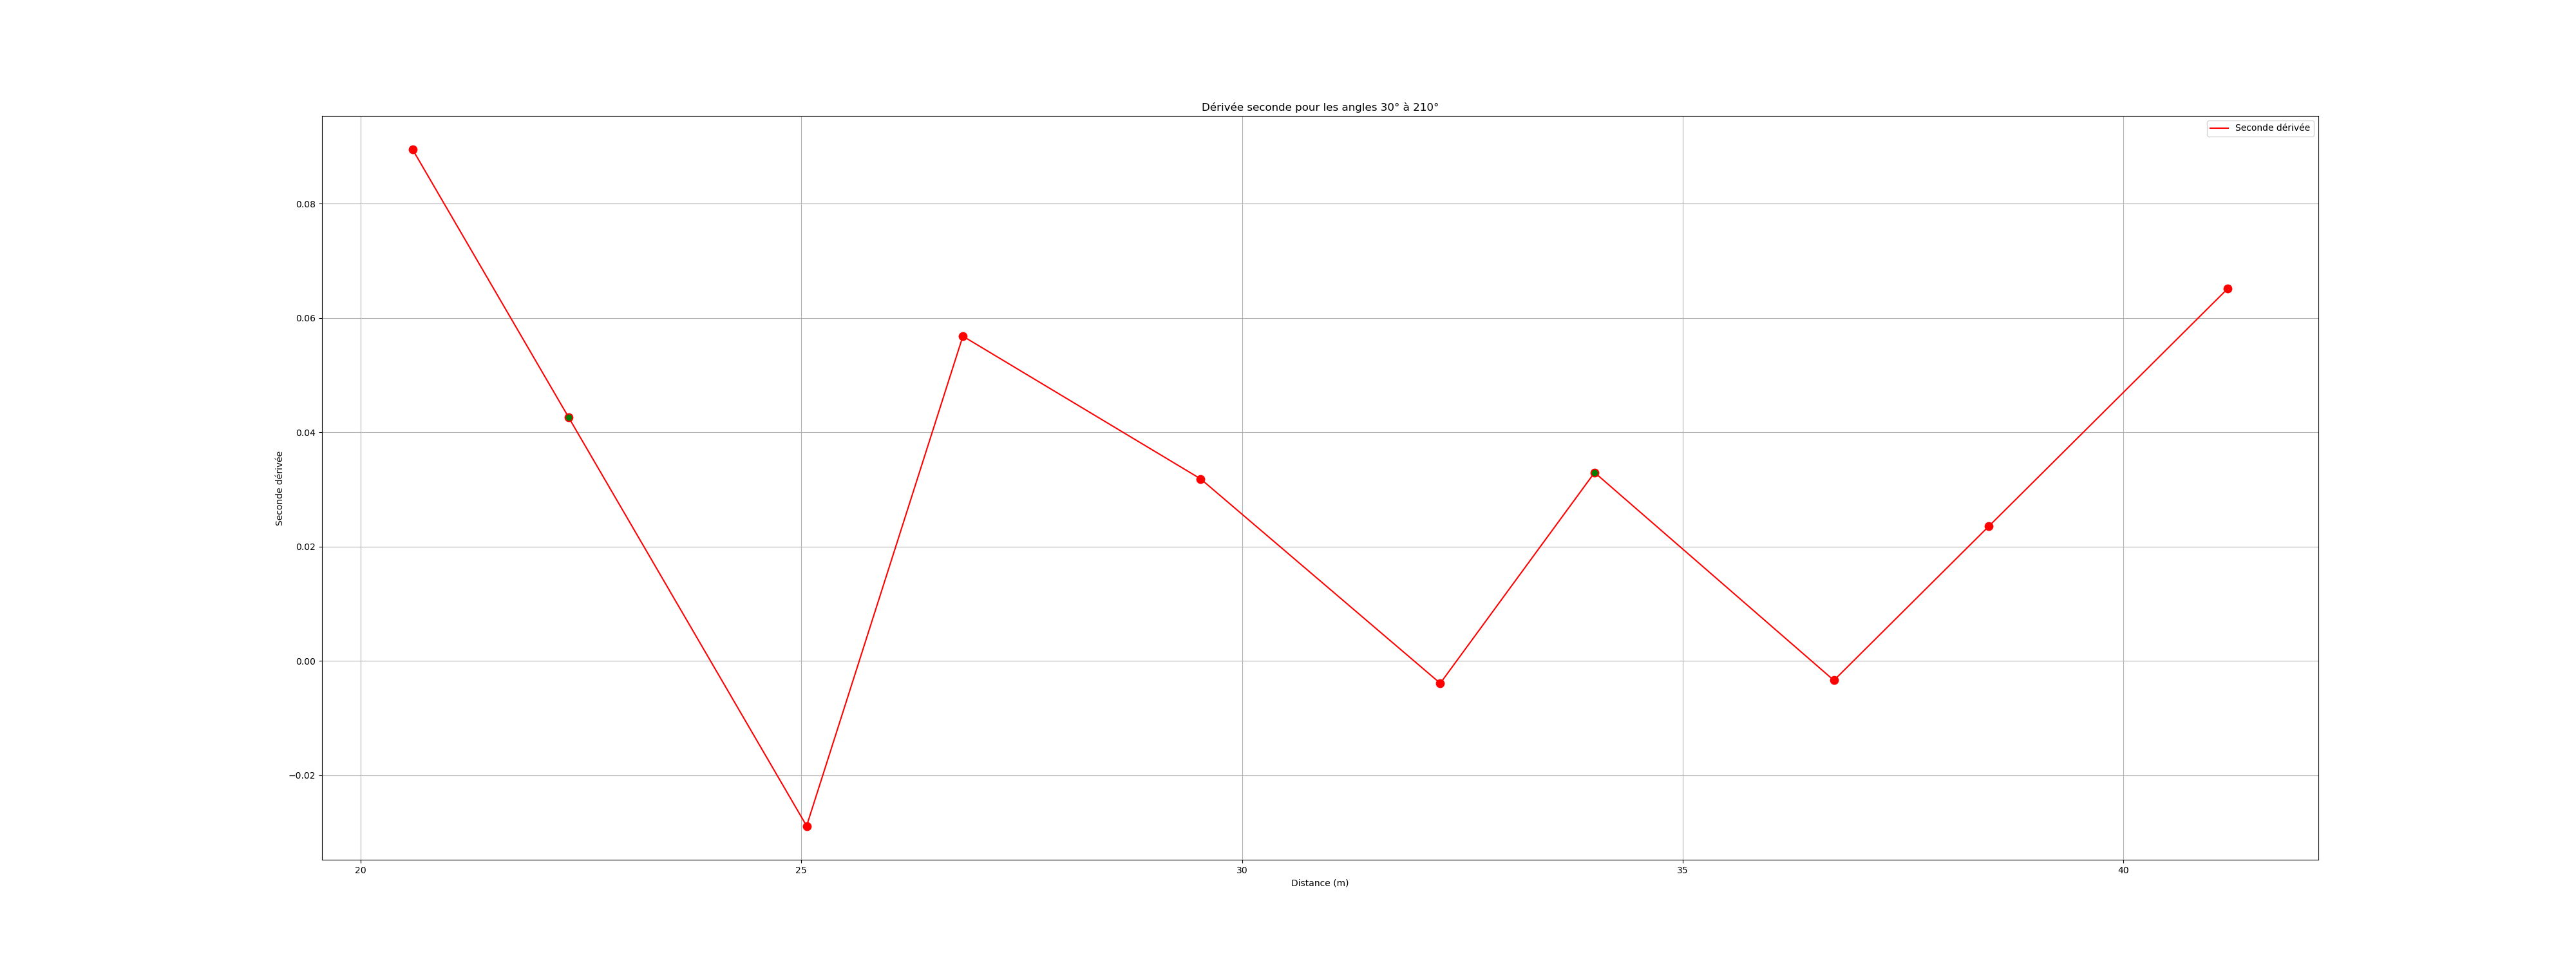 Dérivée seconde pour les angles 30° à 210°
Seconde dérivée
0.08
0.06
0.04
0.02
0.00
−0.02
Seconde dérivée
20
25
30
35
40
Distance (m)